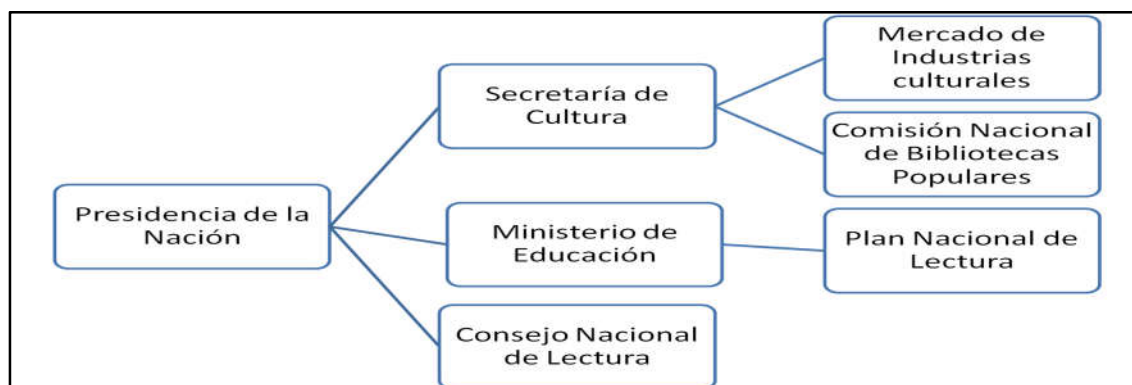 Presidencia de la
Nación
Secretaría de
Cultura
Mercado de
Industrias
culturales
Comisión Nacional
de Bibliotecas
Populares
Ministerio de
Educación
Plan Nacional de
Lectura
Consejo Nacional
de Lectura